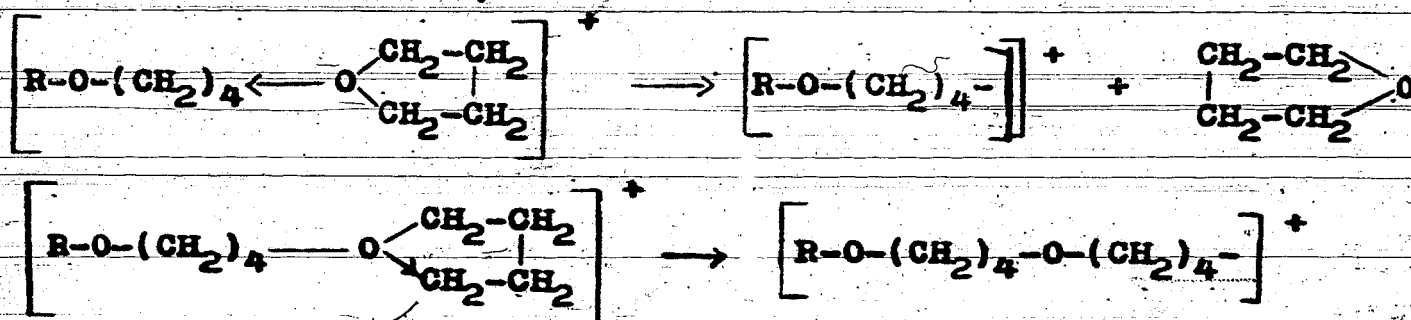 CH₂-CH₂ + + CH₂-CH₂
[R-O-(CH₂)₄ ← O ] → [R-O-(CH₂)₄-] + O
CH₂-CH₂ CH₂-CH₂
CH₂-CH₂ + +
[R-O-(CH₂)₄ — O ] → [R-O-(CH₂)₄-O-(CH₂)₄-]
CH₂-CH₂